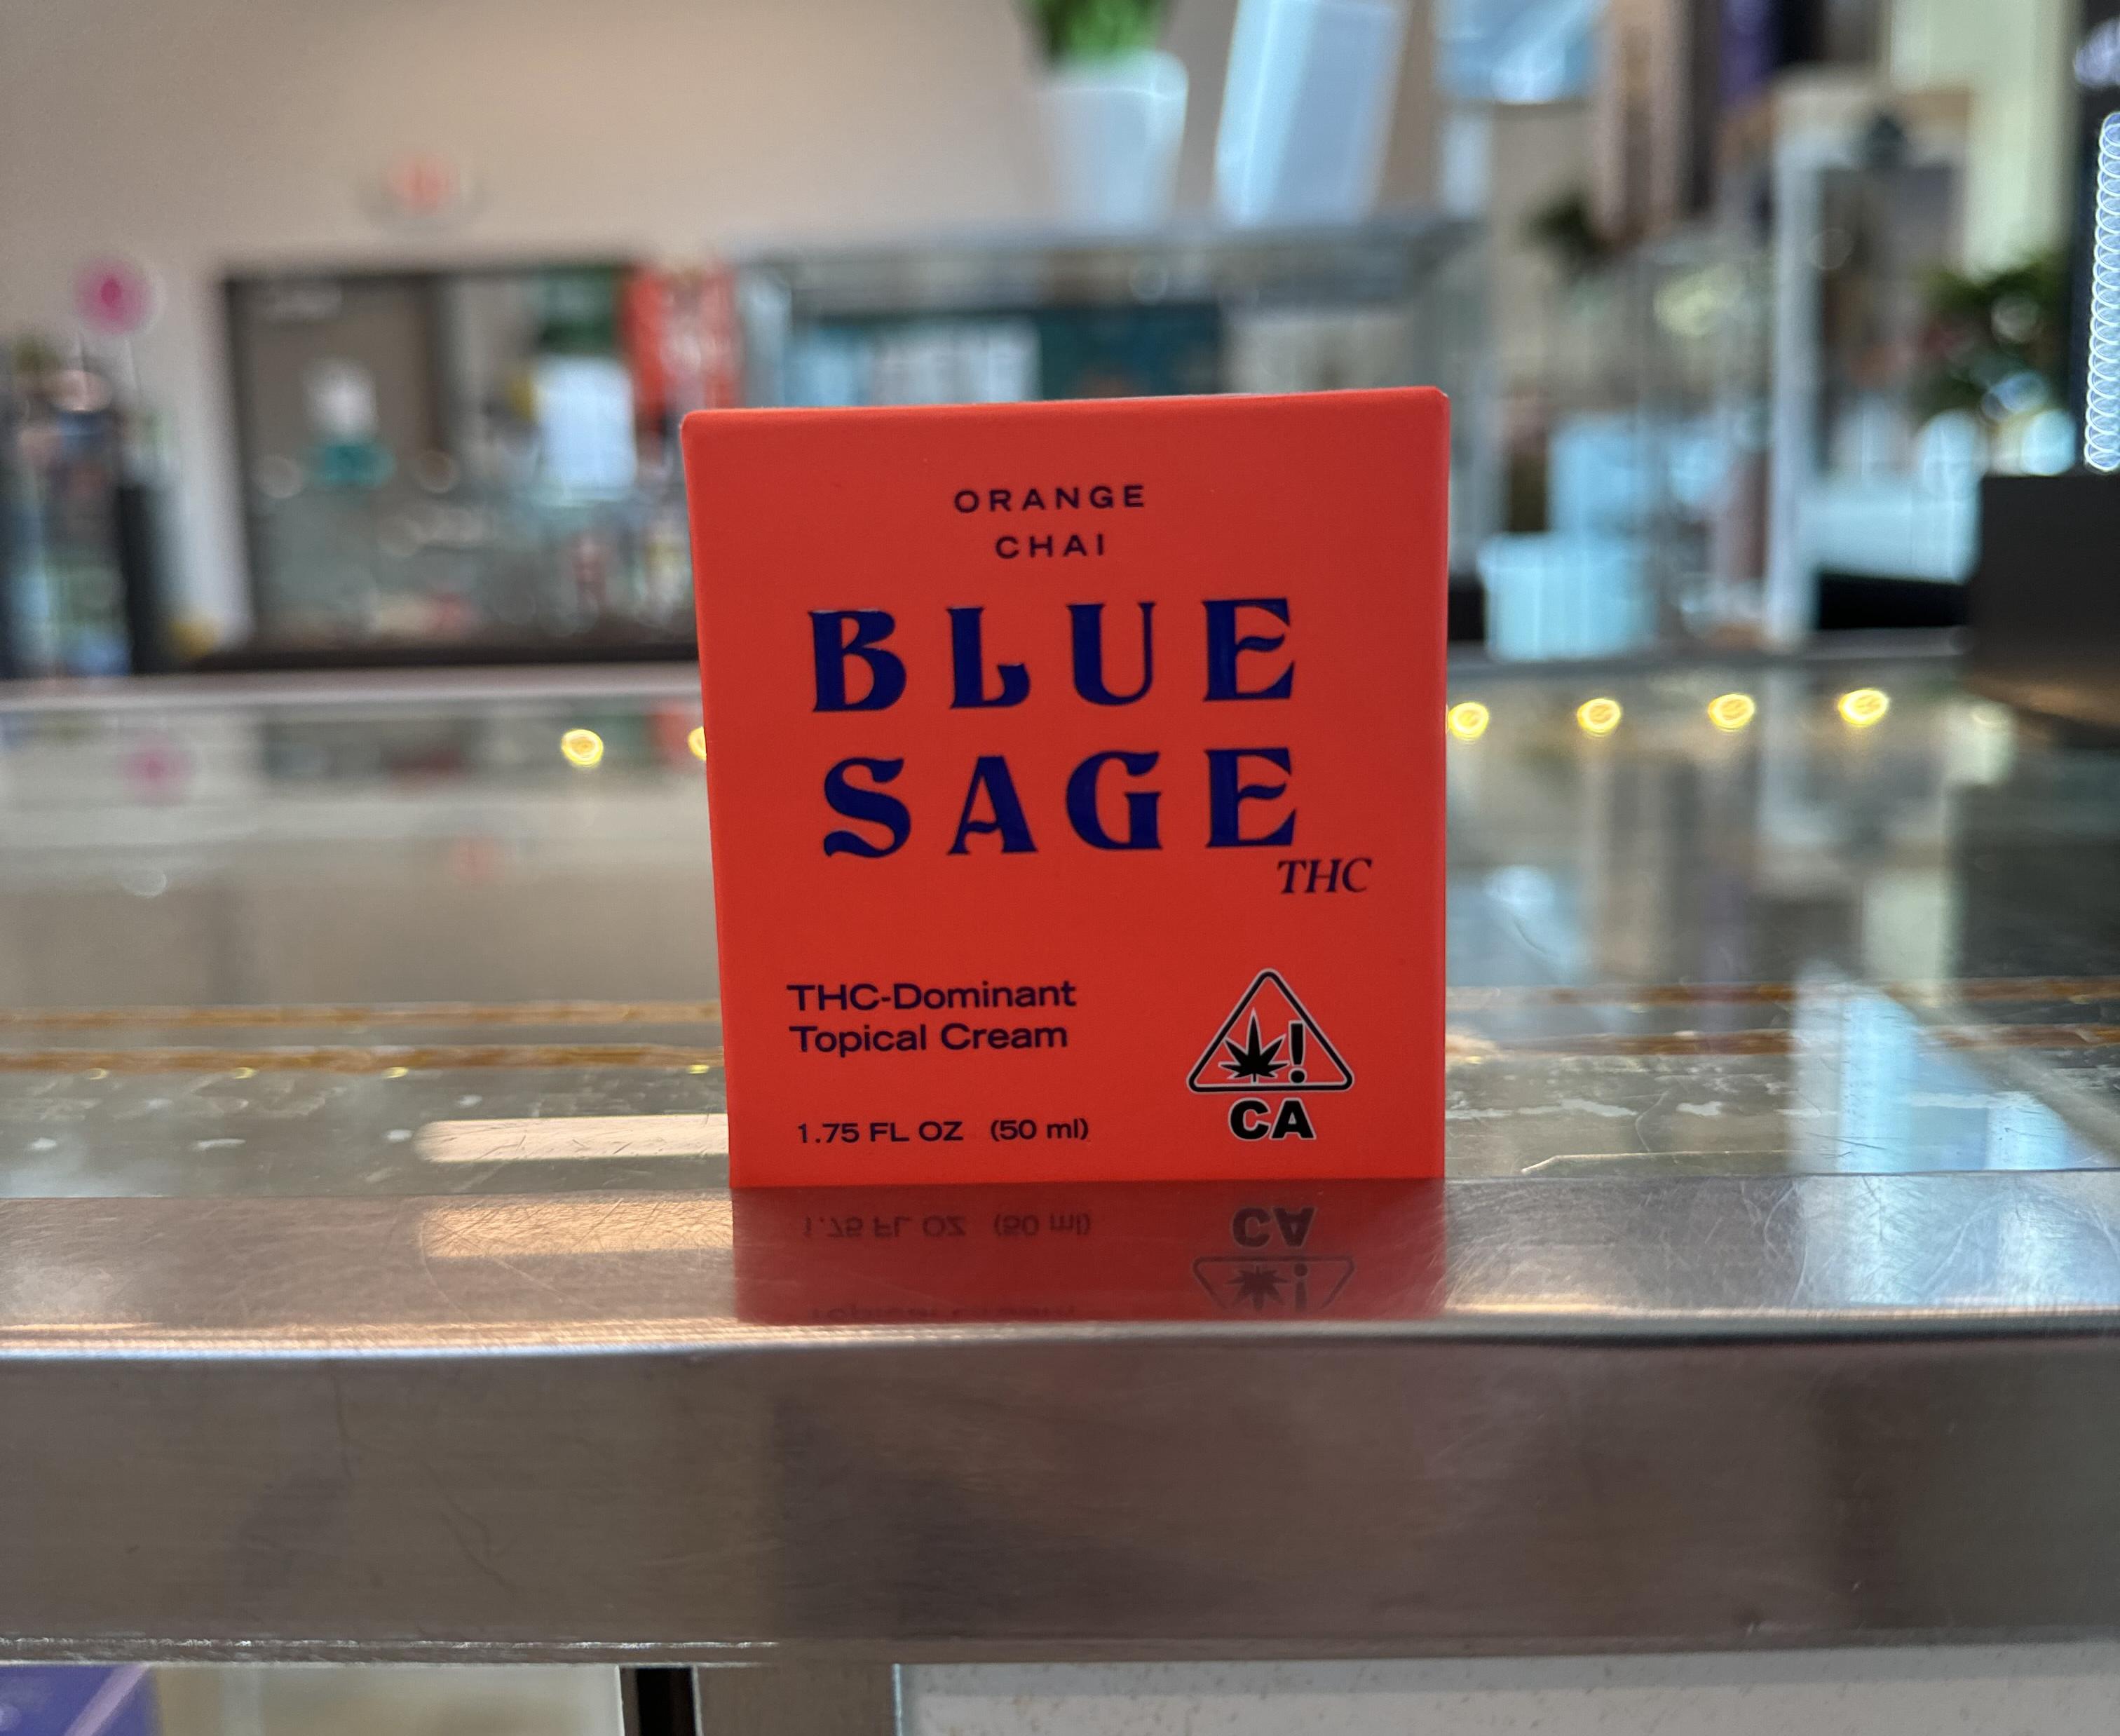 ORANGE
CHAI
BLUE
SAGE
THC
THC-Dominant
Topical Cream
1.75 FL OZ (50 ml)
!
CA